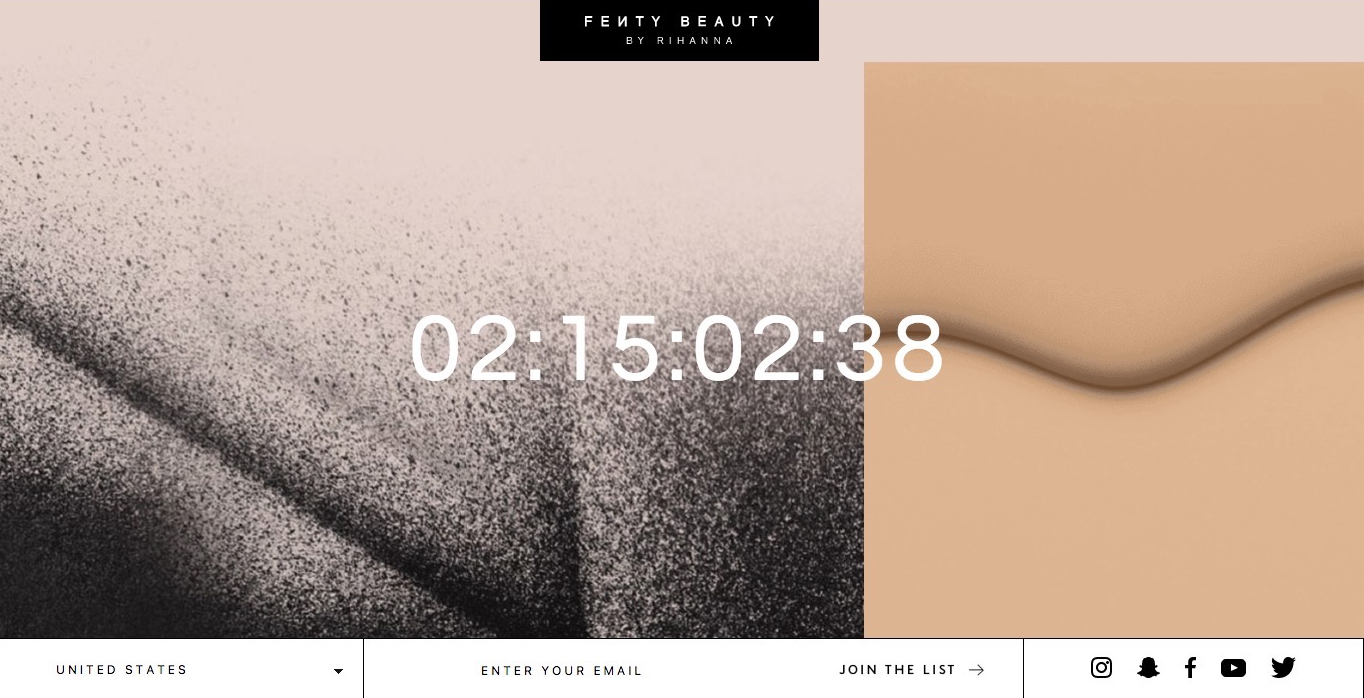 FENTY BEAUTY
BY RIHANNA
02:15:02:38
UNITED STATES
ENTER YOUR EMAIL
JOIN THE LIST